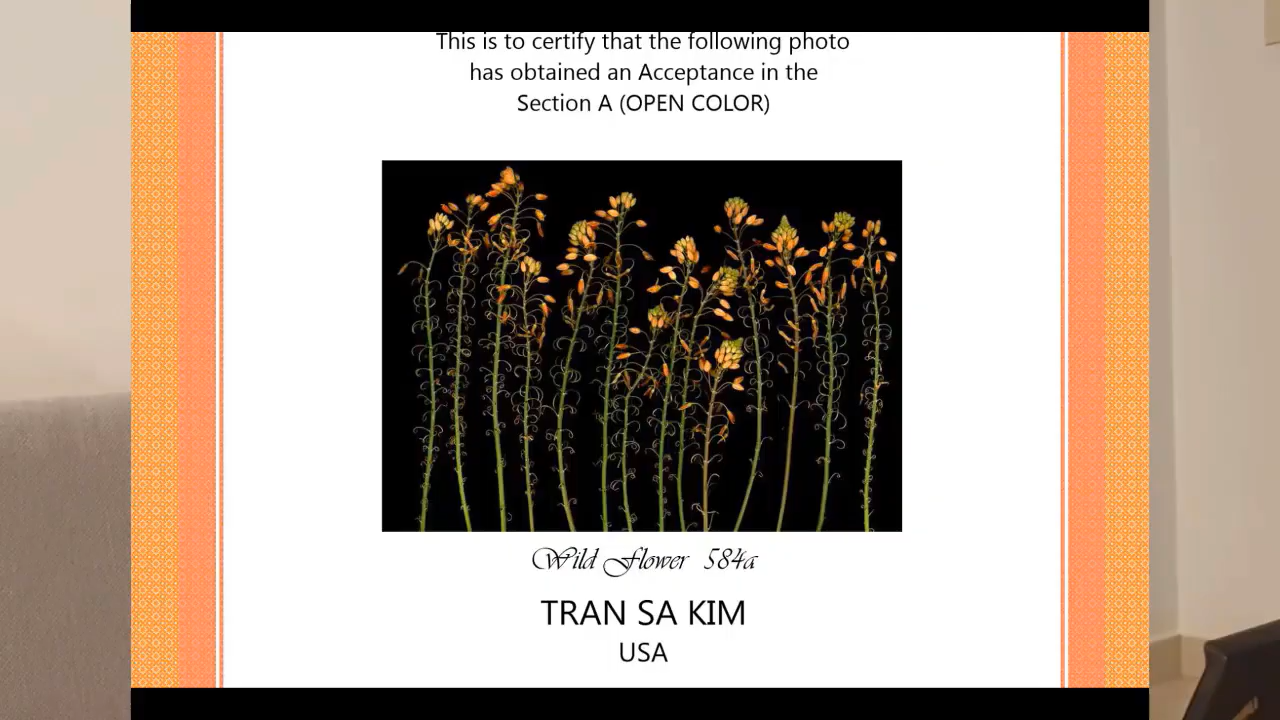 This is to certify that the following photo
has obtained an Acceptance in the
Section A (OPEN COLOR)
Wild Flower 584a
TRAN SA KIM
USA